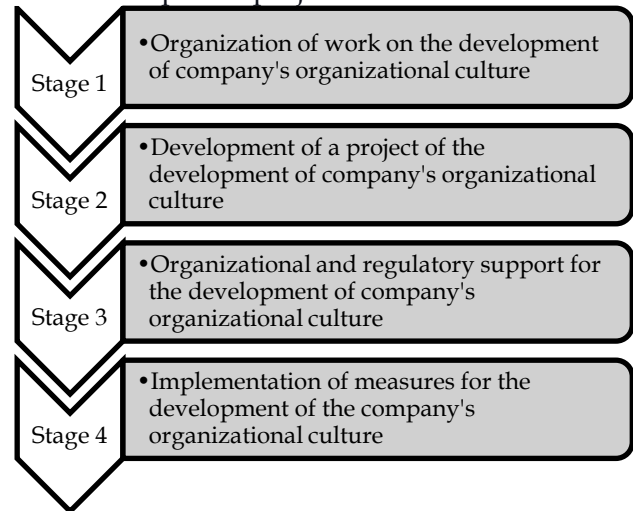 Stage 1
•Organization of work on the development
of company's organizational culture
Stage 2
•Development of a project of the
development of company's organizational
culture
Stage 3
•Organizational and regulatory support for
the development of company's
organizational culture
Stage 4
•Implementation of measures for the
development of the company's
organizational culture